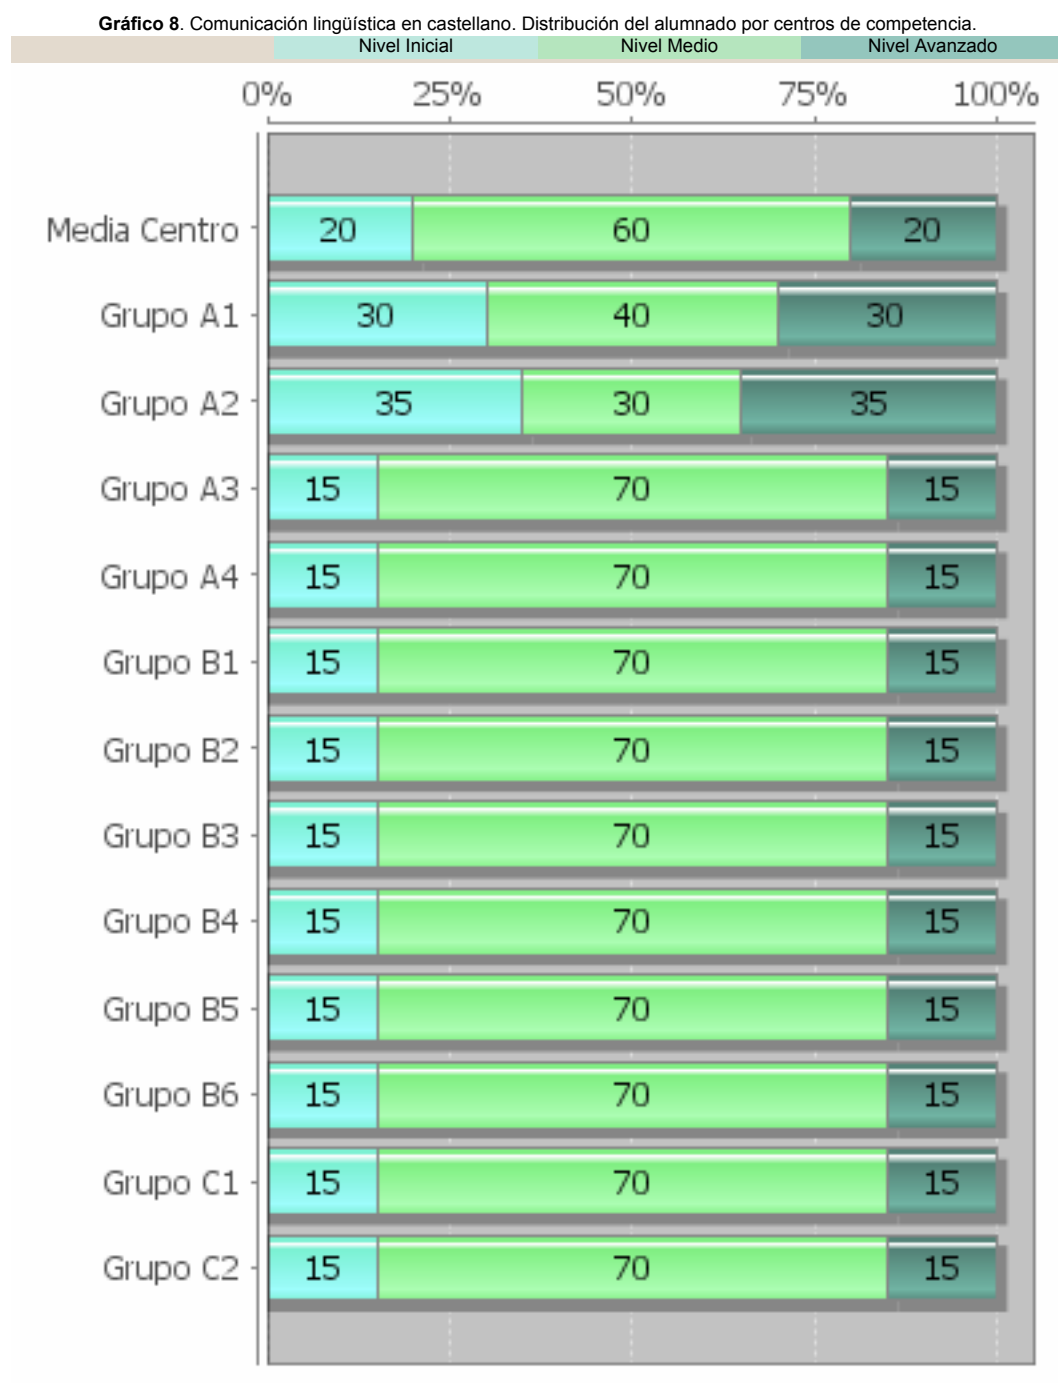 Gráfico 8. Comunicación lingüística en castellano. Distribución del alumnado por centros de competencia.
Nivel Inicial Nivel Medio Nivel Avanzado
0% 25% 50% 75% 100%
Media Centro 20 60 20
Grupo A1 30 40 30
Grupo A2 35 30 35
Grupo A3 15 70 15
Grupo A4 15 70 15
Grupo B1 15 70 15
Grupo B2 15 70 15
Grupo B3 15 70 15
Grupo B4 15 70 15
Grupo B5 15 70 15
Grupo B6 15 70 15
Grupo C1 15 70 15
Grupo C2 15 70 15